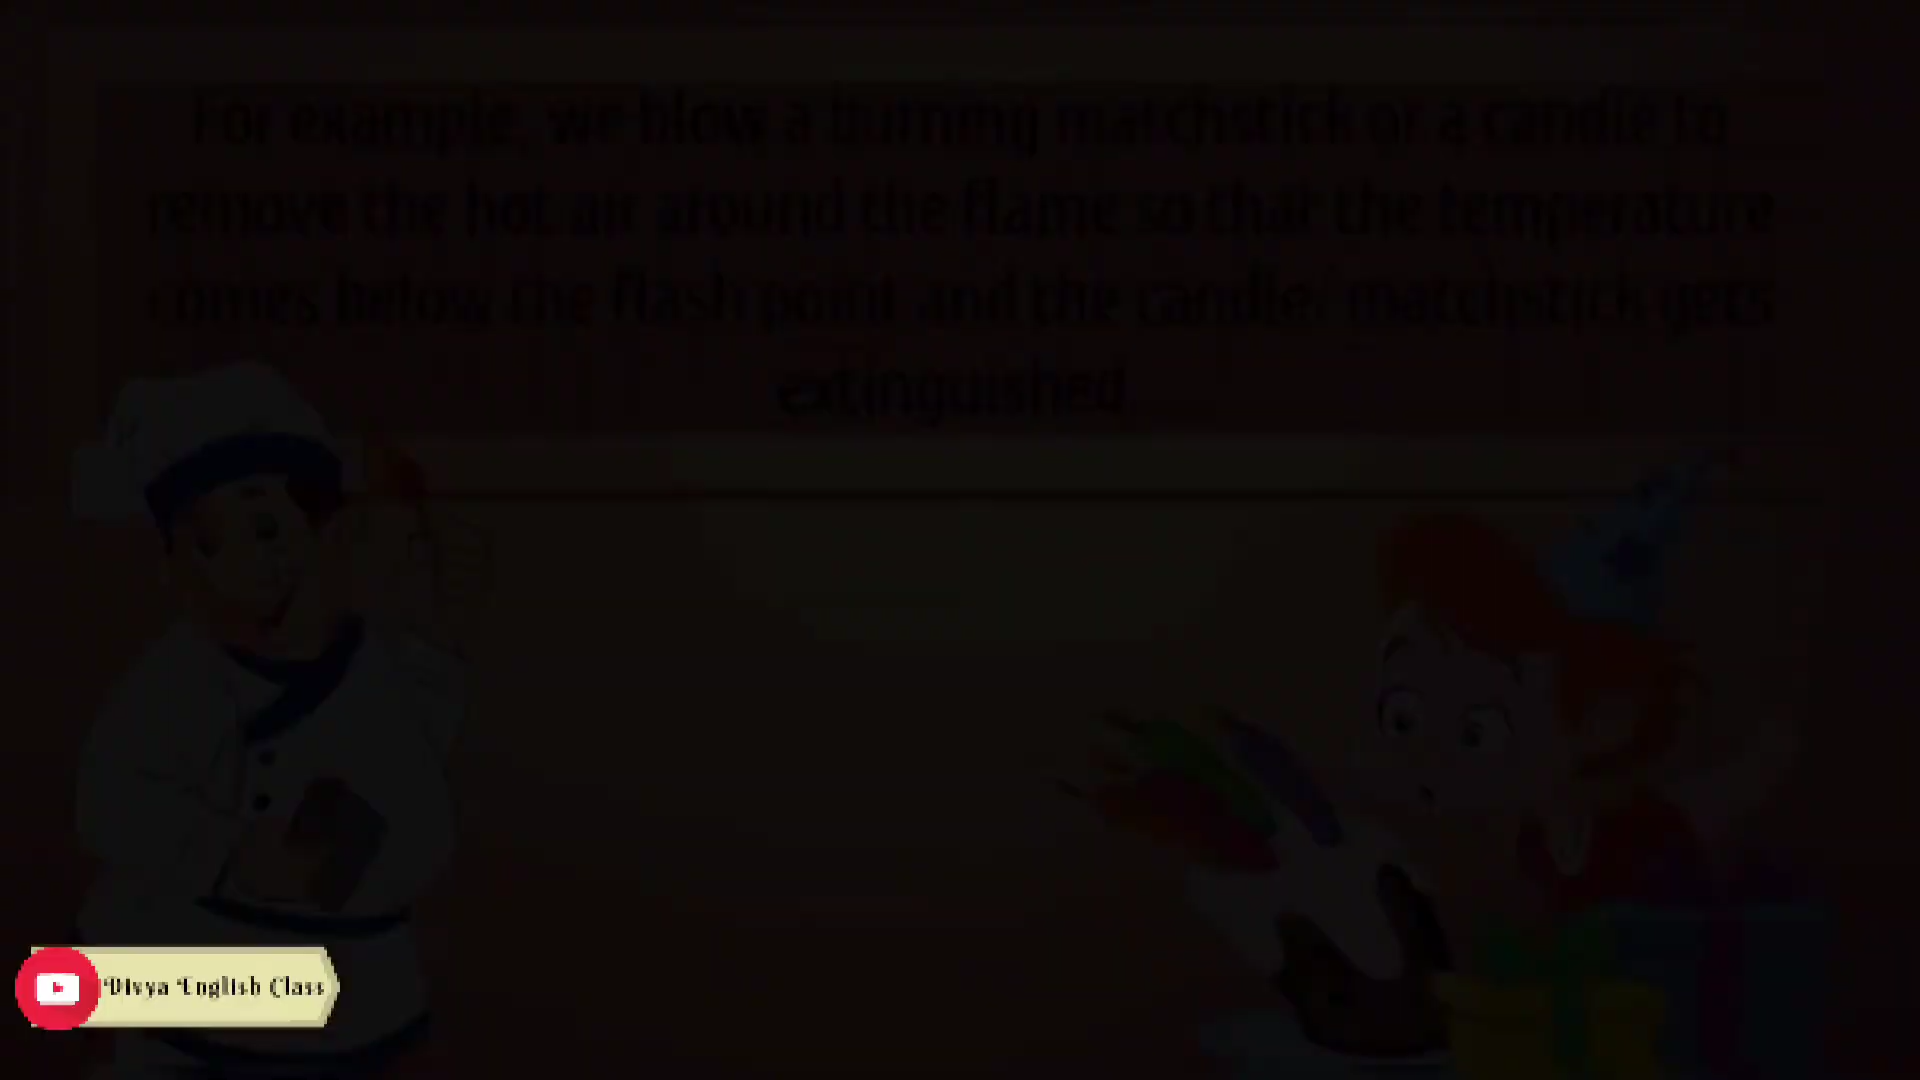 For example, we blow a burning matchstick or a candle to
remove the hot air around the flame so that the temperature
comes below the flash point and the candle/ matchstick gets
extinguished
Divya English Class